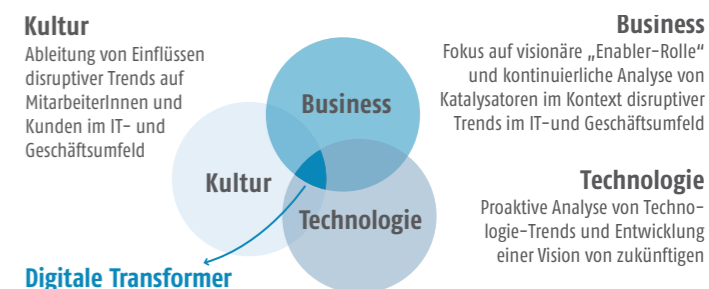 Kultur
Ableitung von Einflüssen
disruptiver Trends auf
MitarbeiterInnen und
Kunden im IT- und
Geschäftsumfeld
Business
Fokus auf visionäre „Enabler-Rolle“
und kontinuierliche Analyse von
Katalysatoren im Kontext disruptiver
Trends im IT-und Geschäftsumfeld
Business
Kultur
Technologie
Technologie
Proaktive Analyse von Techno-
logie-Trends und Entwicklung
einer Vision von zukünftigen
Digitale Transformer